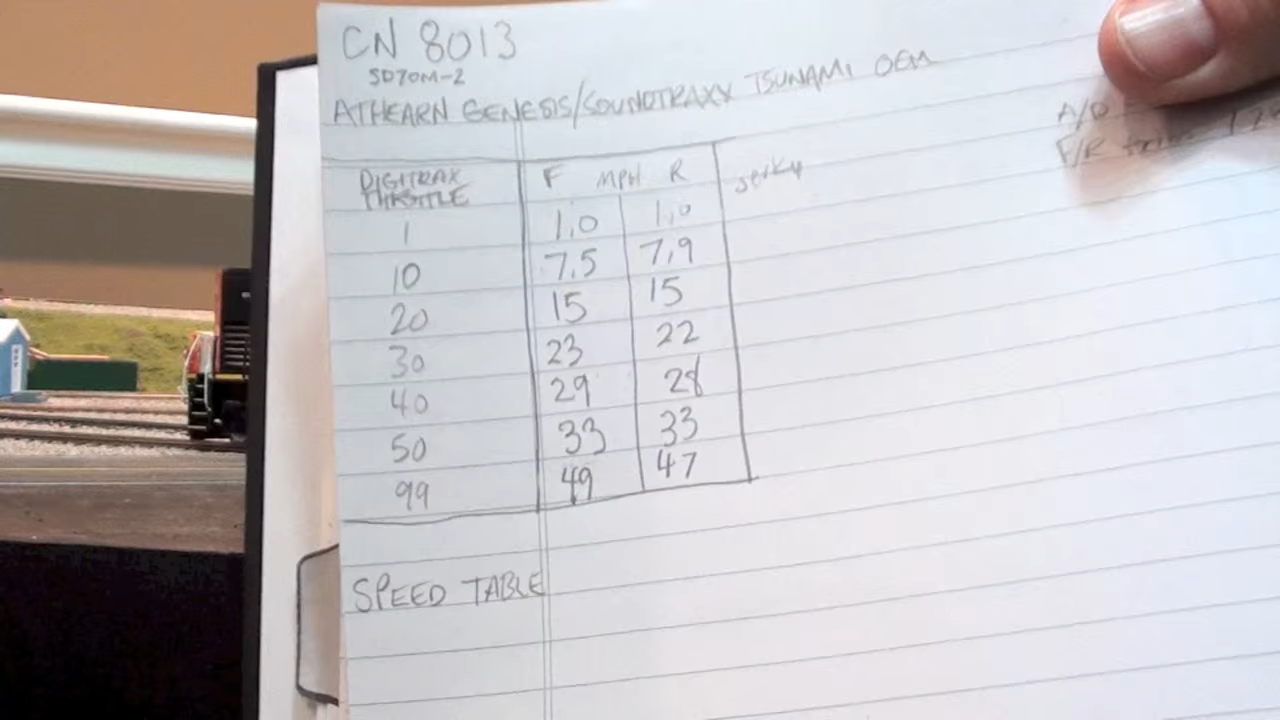 CN 8013
SD70M-2
ATHEARN GENESIS/SOUNDTRAXX TSUNAMI OEM
A/D
F/R
DIGITRAX THROTTLE F MPH R jerky
1 1.0 1.0
10 7.5 7.9
20 15 15
30 23 22
40 29 28
50 33 33
99 49 47
SPEED TABLE